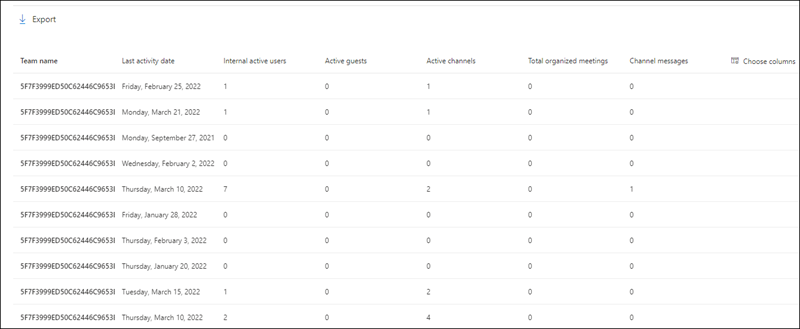 Export
Team name Last activity date Internal active users Active guests Active channels Total organized meetings Channel messages Choose columns
5F7F3999ED50C62446C9653I Friday, February 25, 2022 1 0 1 0 0
5F7F3999ED50C62446C9653I Monday, March 21, 2022 1 0 1 0 0
5F7F3999ED50C62446C9653I Monday, September 27, 2021 0 0 0 0 0
5F7F3999ED50C62446C9653I Wednesday, February 2, 2022 0 0 0 0 0
5F7F3999ED50C62446C9653I Thursday, March 10, 2022 7 0 2 0 1
5F7F3999ED50C62446C9653I Friday, January 28, 2022 0 0 0 0 0
5F7F3999ED50C62446C9653I Thursday, February 3, 2022 0 0 0 0 0
5F7F3999ED50C62446C9653I Thursday, January 20, 2022 0 0 0 0 0
5F7F3999ED50C62446C9653I Tuesday, March 15, 2022 1 0 2 0 0
5F7F3999ED50C62446C9653I Thursday, March 10, 2022 2 0 4 0 0